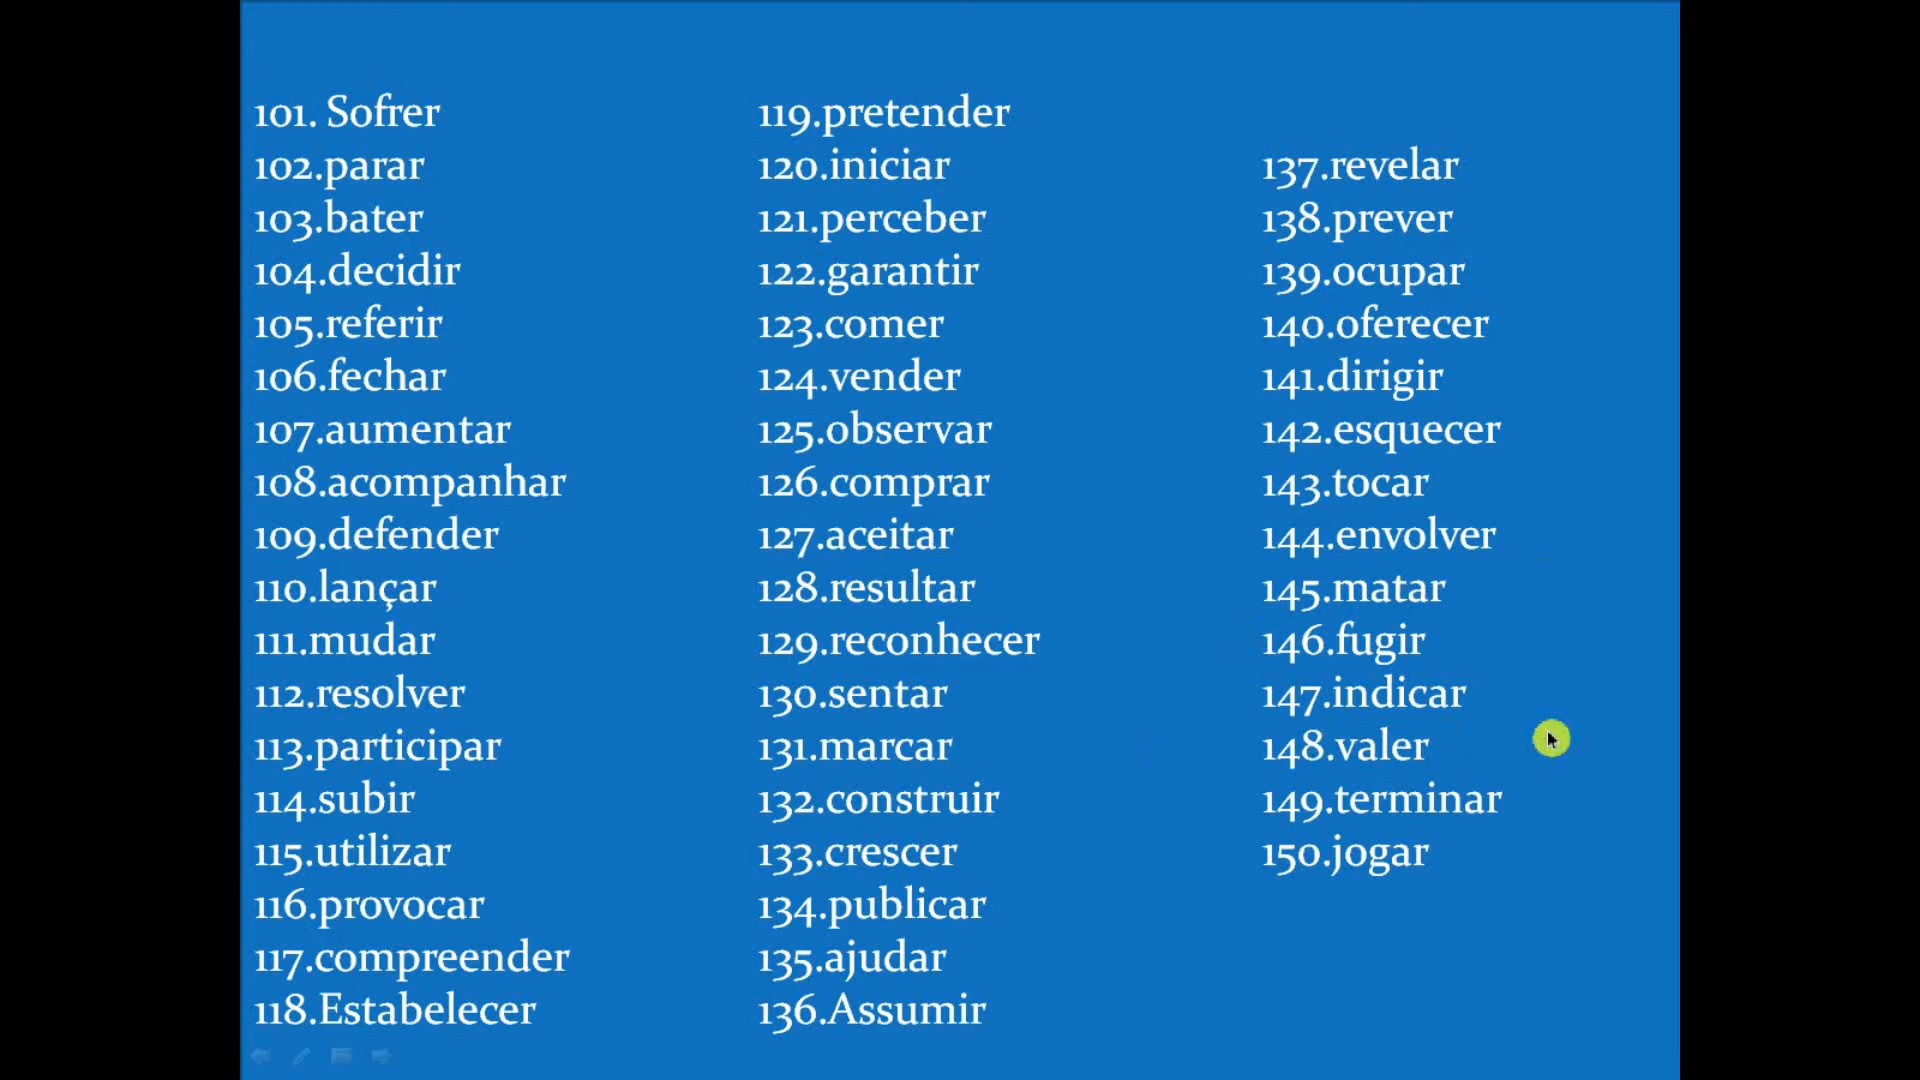 101. Sofrer
102.parar
103.bater
104.decidir
105.referir
106.fechar
107.aumentar
108.acompanhar
109.defender
110.lançar
111.mudar
112.resolver
113.participar
114.subir
115.utilizar
116.provocar
117.compreender
118.Estabelecer
119.pretender
120.iniciar
121.perceber
122.garantir
123.comer
124.vender
125.observar
126.comprar
127.aceitar
128.resultar
129.reconhecer
130.sentar
131.marcar
132.construir
133.crescer
134.publicar
135.ajudar
136.Assumir
137.revelar
138.prever
139.ocupar
140.oferecer
141.dirigir
142.esquecer
143.tocar
144.envolver
145.matar
146.fugir
147.indicar
148.valer
149.terminar
150.jogar